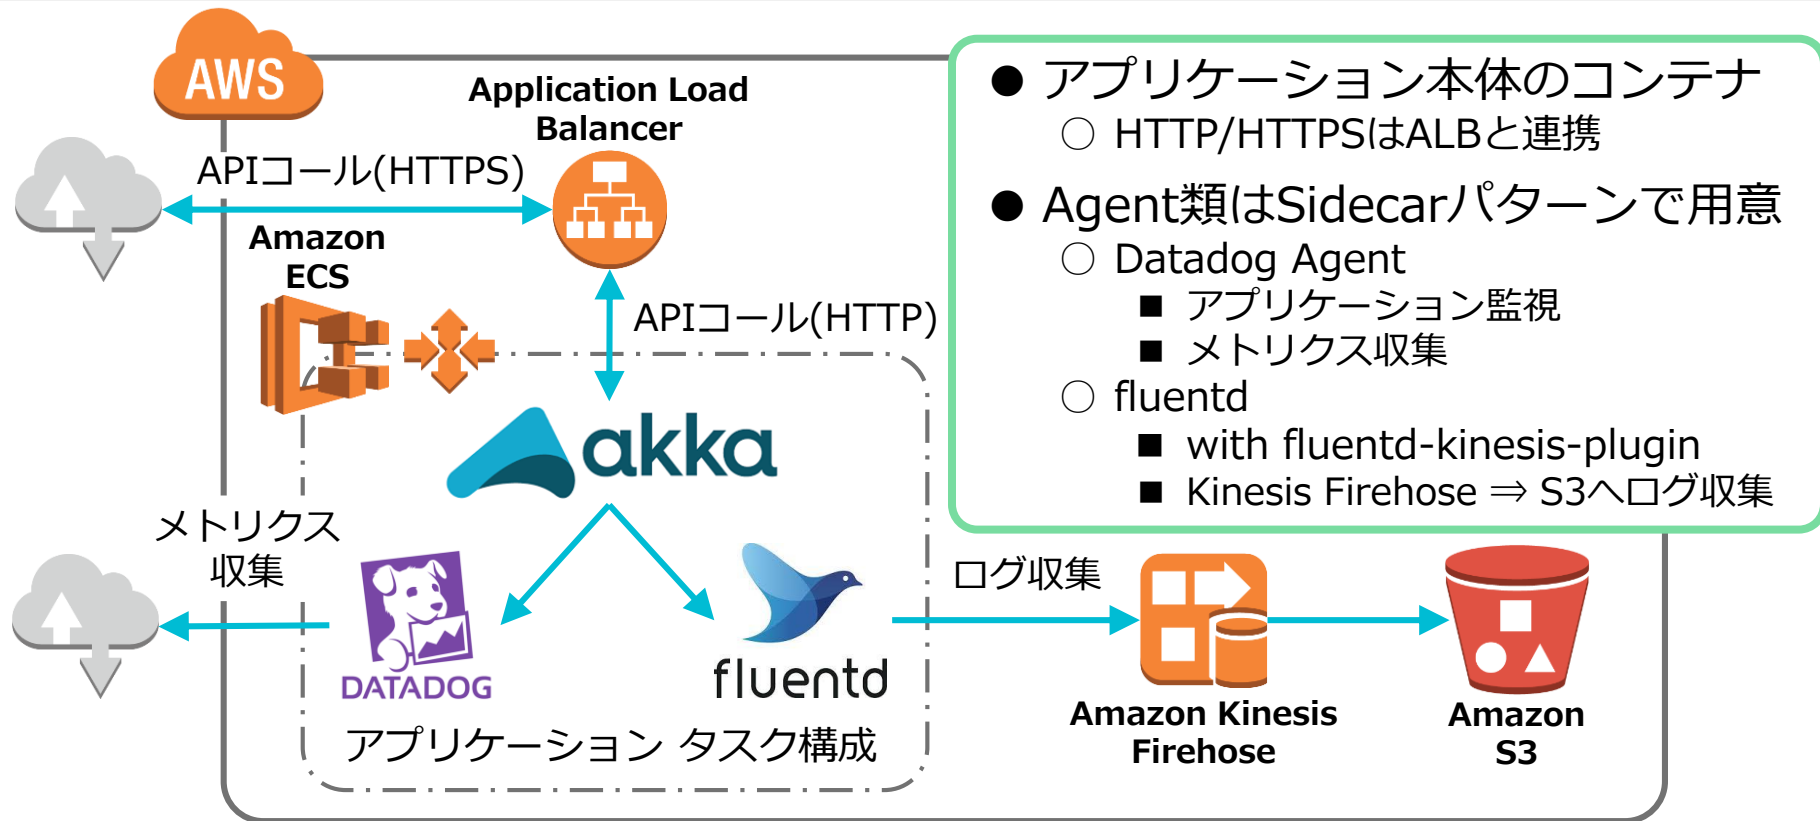 AWS
Application Load
Balancer
APIコール(HTTPS)
Amazon
ECS
APIコール(HTTP)
akka
メトリクス
収集
DATADOG
fluentd
アプリケーション タスク構成
ログ収集
Amazon Kinesis
Firehose
Amazon
S3
● アプリケーション本体のコンテナ
○ HTTP/HTTPSはALBと連携
● Agent類はSidecarパターンで用意
○ Datadog Agent
■ アプリケーション監視
■ メトリクス収集
○ fluentd
■ with fluentd-kinesis-plugin
■ Kinesis Firehose ⇒ S3へログ収集